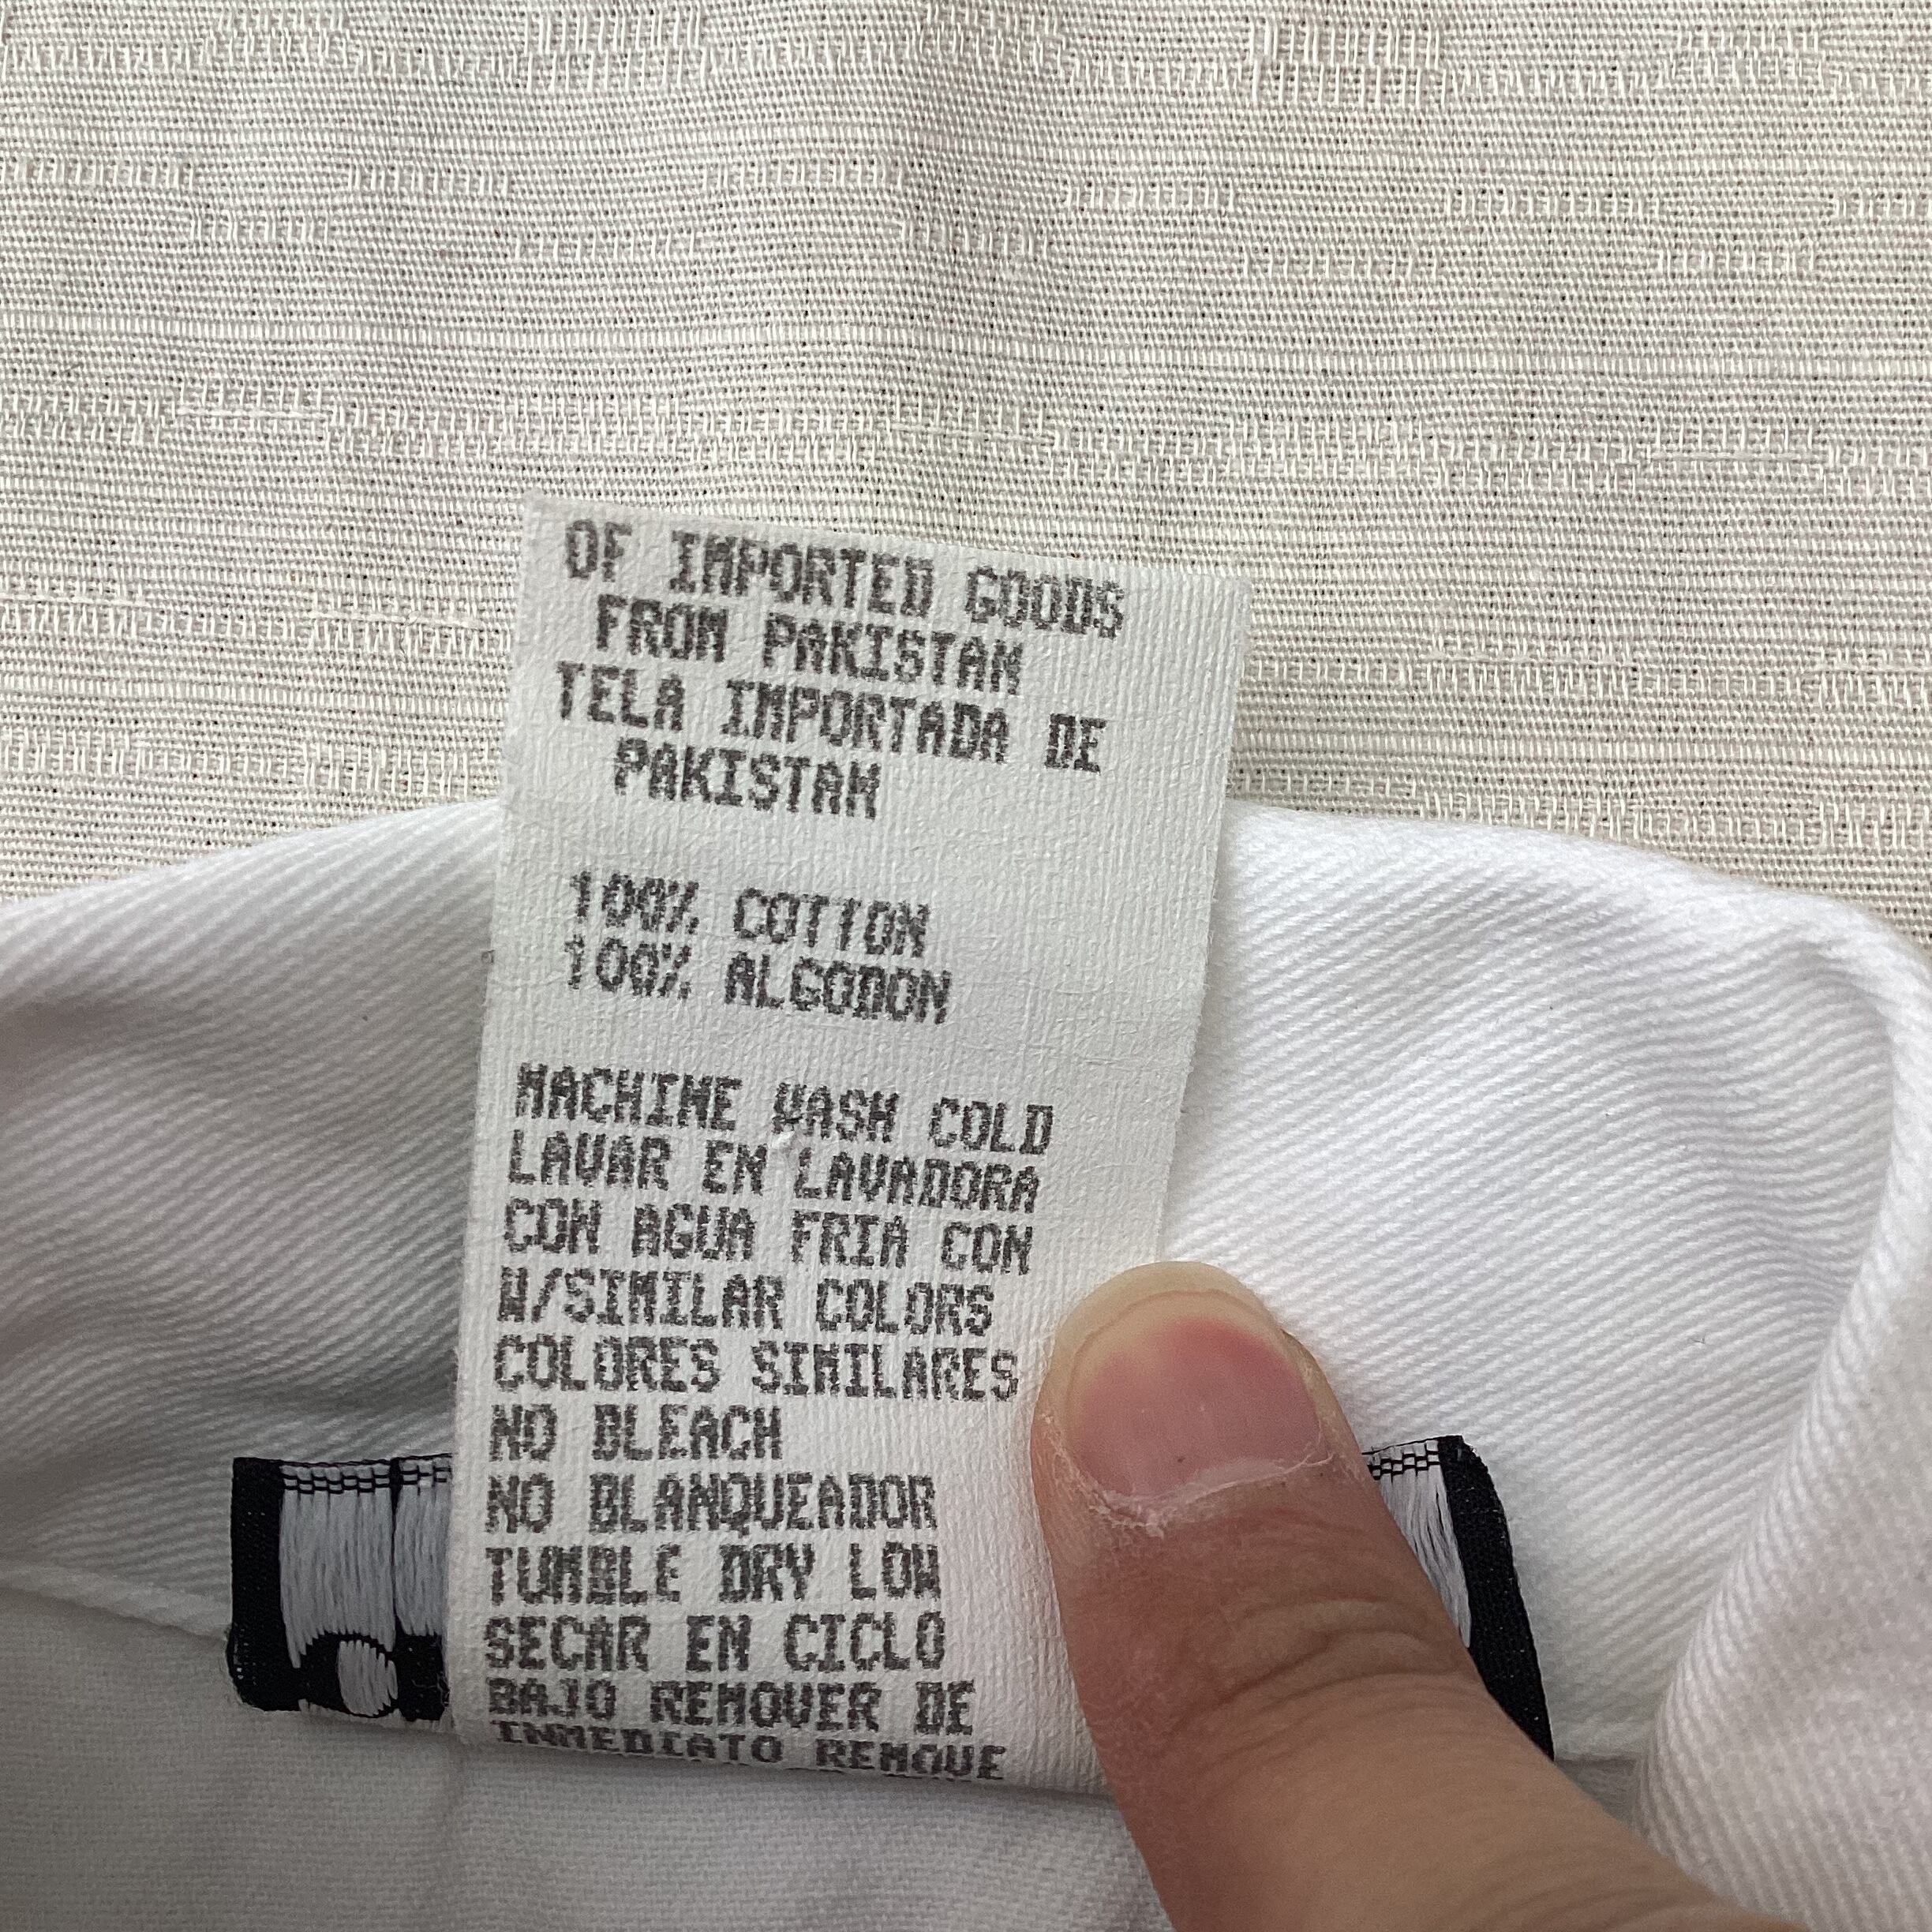 OF IMPORTED GOODS
FROM PAKISTAN
TELA IMPORTADA DE
PAKISTAN
100% COTTON
100% ALGODON
MACHINE WASH COLD
LAVAR EN LAVADORA
CON AGUA FRIA CON
W/SIMILAR COLORS
COLORES SIMILARES
NO BLEACH
NO BLANQUEADOR
TUMBLE DRY LOW
SECAR EN CICLO
BAJO REMOVER DE
INMEDIATO REMOVE